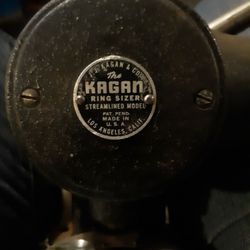 KAGAN & CO.
The
KAGAN
RING SIZER
STREAMLINED MODEL
PAT. PEND.
MADE IN
U.S.A.
LOS ANGELES, CALIF.